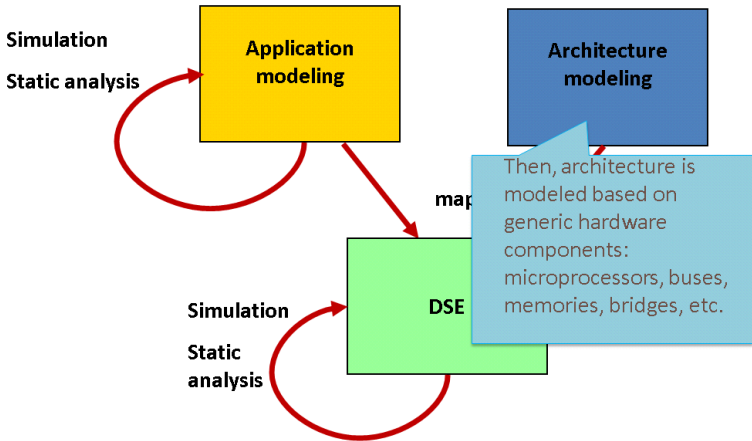 Simulation
Static analysis
Application
modeling
Architecture
modeling
Then, architecture is
modeled based on
generic hardware
components:
microprocessors, buses,
memories, bridges, etc.
DSE
Simulation
Static
analysis